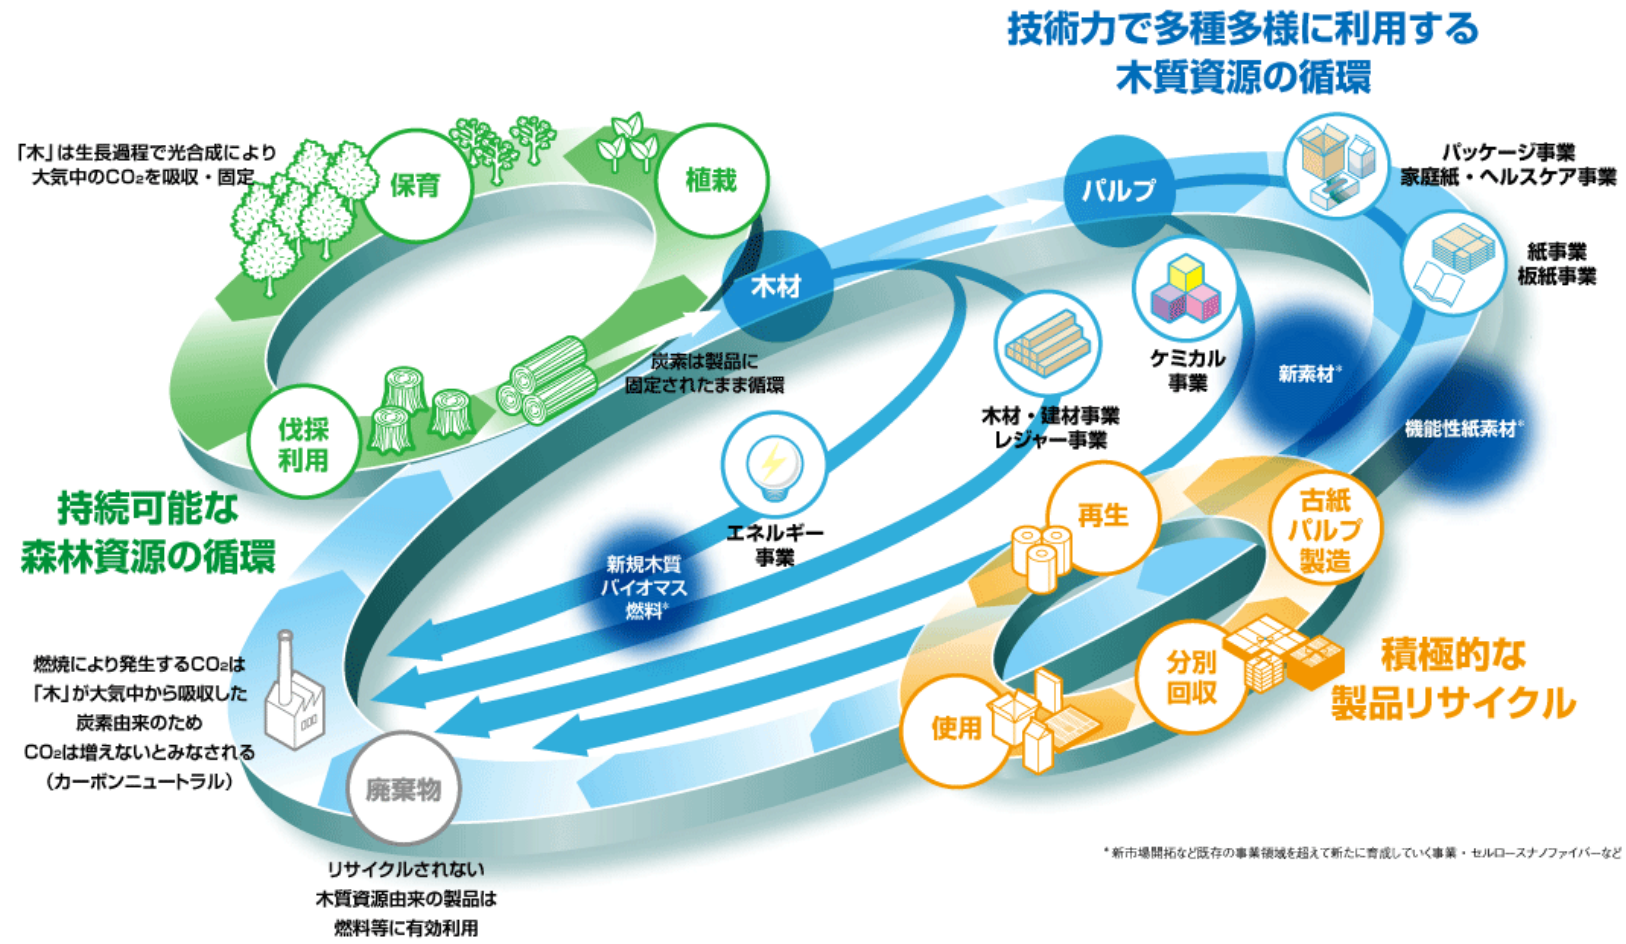 技術力で多種多様に利用する
木質資源の循環
「木」は生長過程で光合成により
大気中のCO₂を吸収・固定
保育
植栽
伐採
利用
持続可能な
森林資源の循環
木材
炭素は製品に
固定されたまま循環
パルプ
パッケージ事業
家庭紙・ヘルスケア事業
紙事業
板紙事業
ケミカル
事業
木材・建材事業
レジャー事業
新素材*
機能性紙素材*
エネルギー
事業
新規木質
バイオマス
燃料*
再生
古紙
パルプ
製造
分別
回収
使用
積極的な
製品リサイクル
燃焼により発生するCO₂は
「木」が大気中から吸収した
炭素由来のため
CO₂は増えないとみなされる
（カーボンニュートラル）
廃棄物
リサイクルされない
木質資源由来の製品は
燃料等に有効利用
*新市場開拓など既存の事業領域を超えて新たに育成していく事業・セルロースナノファイバーなど